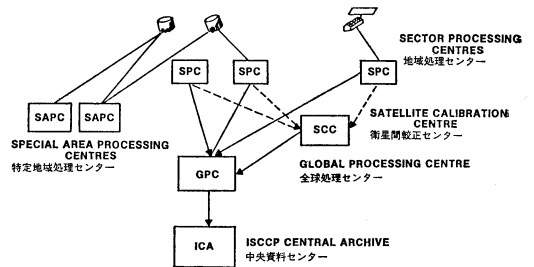 SECTOR PROCESSING
CENTRES
地域処理センター
SPC
SPC
SPC
SAPC
SAPC
SPECIAL AREA PROCESSING
CENTRES
特定地域処理センター
SATELLITE CALIBRATION
CENTRE
衛星間較正センター
SCC
GLOBAL PROCESSING CENTRE
全球処理センター
GPC
ICA
ISCCP CENTRAL ARCHIVE
中央資料センター